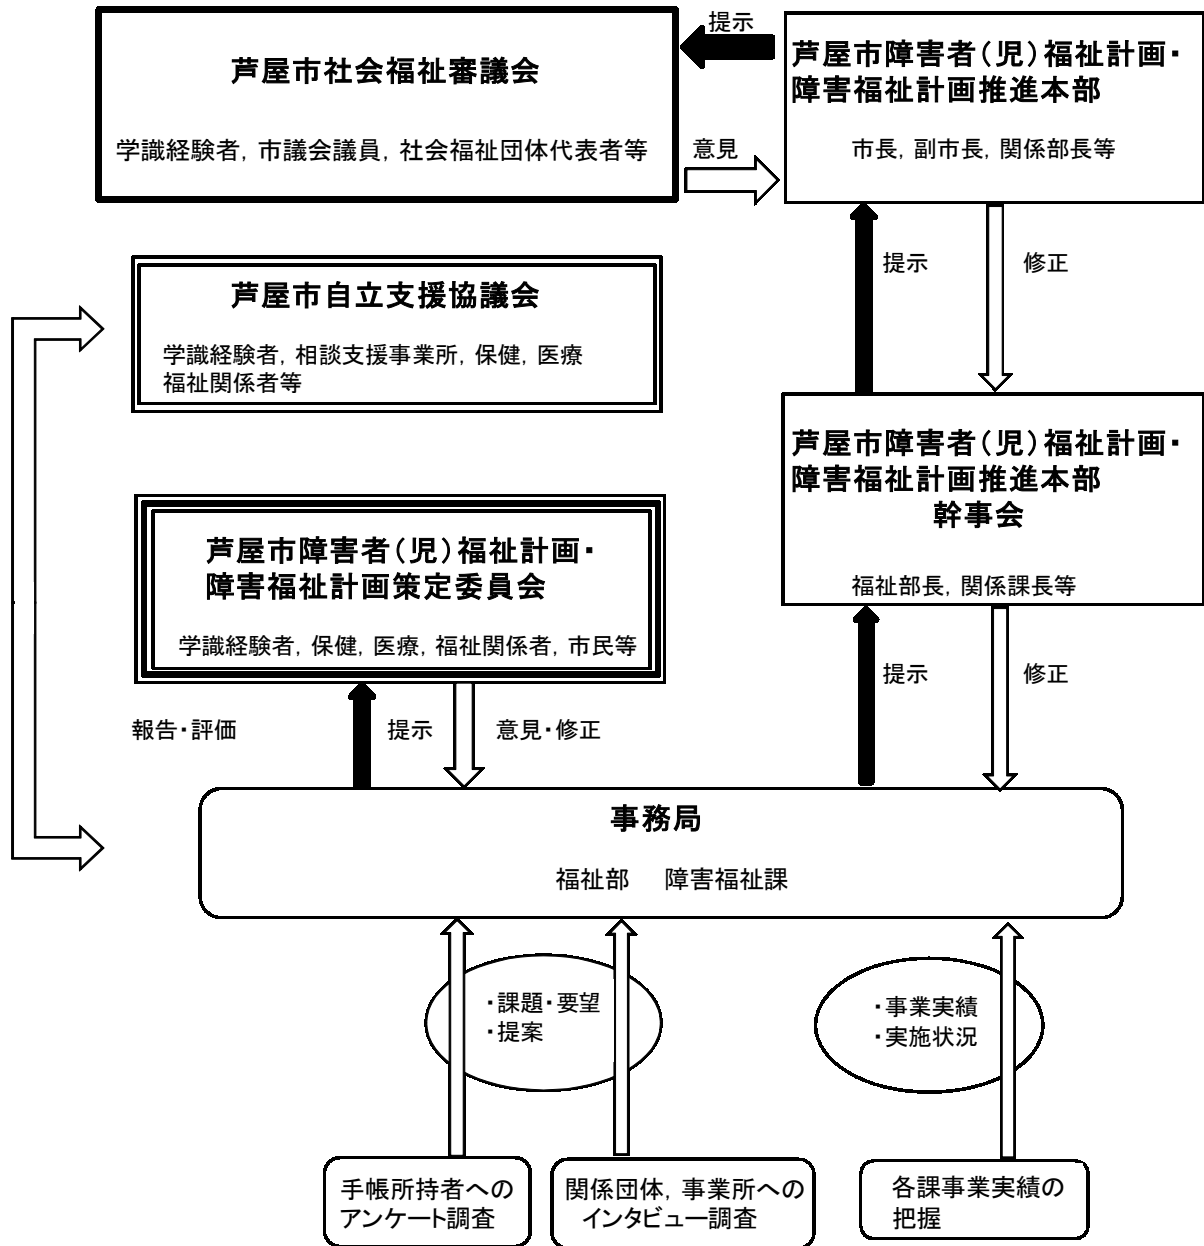 提示
芦屋市社会福祉審議会
学識経験者，市議会議員，社会福祉団体代表者等
意見
芦屋市障害者（児）福祉計画・
障害福祉計画推進本部
市長，副市長，関係部長等
提示
修正
芦屋市自立支援協議会
学識経験者，相談支援事業所，保健，医療
福祉関係者等
芦屋市障害者（児）福祉計画・
障害福祉計画推進本部
幹事会
福祉部長，関係課長等
芦屋市障害者（児）福祉計画・
障害福祉計画策定委員会
学識経験者，保健，医療，福祉関係者，市民等
提示
修正
報告・評価
提示
意見・修正
事務局
福祉部　障害福祉課
・課題・要望
・提案
・事業実績
・実施状況
手帳所持者への
アンケート調査
関係団体，事業所への
インタビュー調査
各課事業実績の
把握